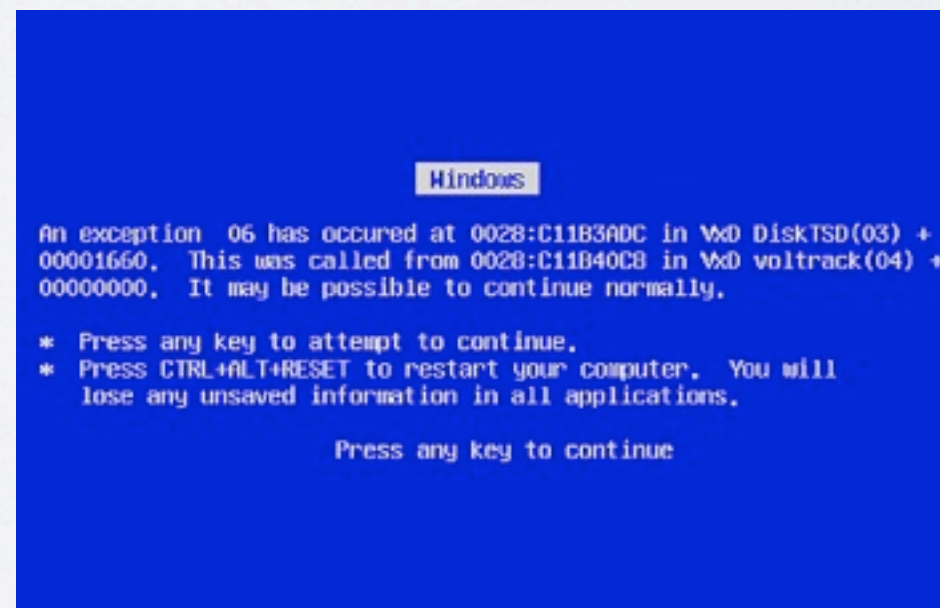 Windows
An exception 06 has occured at 0028:C11B3ADC in VxD DiskTSD(03) +
00001660. This was called from 0028:C11B40C8 in VxD voltrack(04) +
00000000. It may be possible to continue normally.
* Press any key to attempt to continue.
* Press CTRL+ALT+RESET to restart your computer. You will
lose any unsaved information in all applications.
Press any key to continue